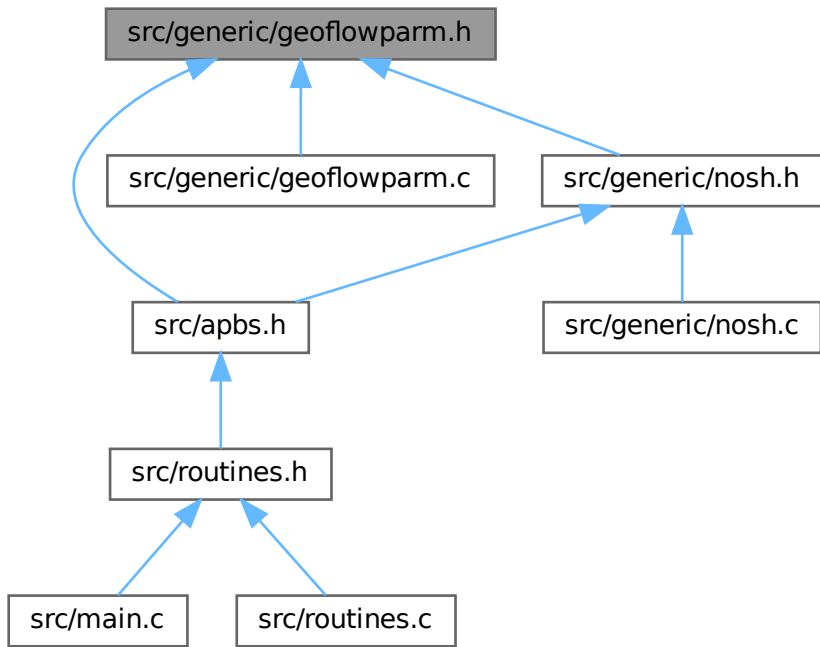 src/generic/geoflowparm.h
src/generic/geoflowparm.c
src/generic/nosh.h
src/apbs.h
src/generic/nosh.c
src/routines.h
src/main.c
src/routines.c